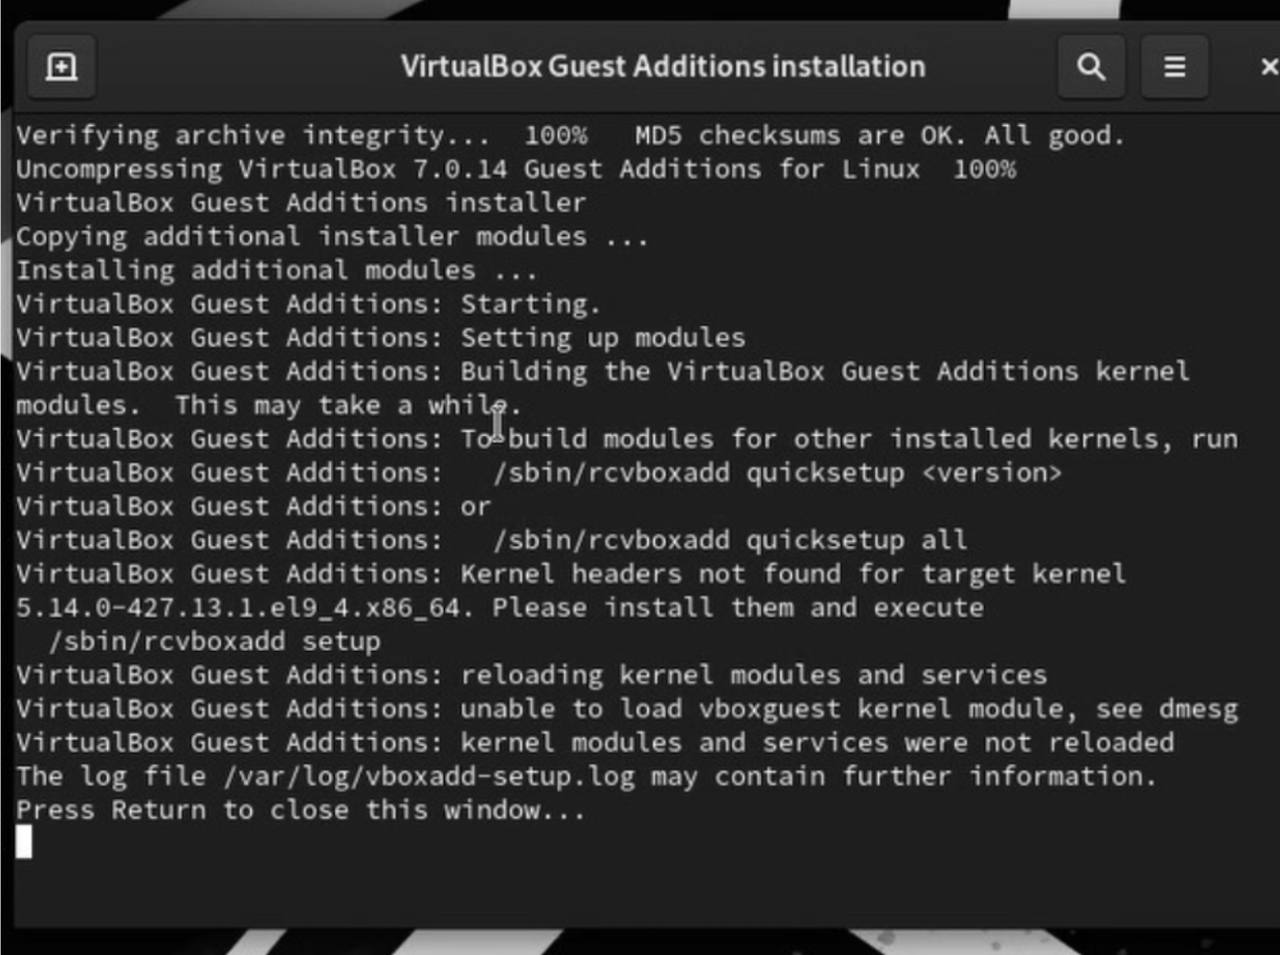 VirtualBox Guest Additions installation
Verifying archive integrity...  100%   MD5 checksums are OK. All good.
Uncompressing VirtualBox 7.0.14 Guest Additions for Linux  100%
VirtualBox Guest Additions installer
Copying additional installer modules ...
Installing additional modules ...
VirtualBox Guest Additions: Starting.
VirtualBox Guest Additions: Setting up modules
VirtualBox Guest Additions: Building the VirtualBox Guest Additions kernel
modules.  This may take a while.
VirtualBox Guest Additions: To build modules for other installed kernels, run
VirtualBox Guest Additions:   /sbin/rcvboxadd quicksetup <version>
VirtualBox Guest Additions: or
VirtualBox Guest Additions:   /sbin/rcvboxadd quicksetup all
VirtualBox Guest Additions: Kernel headers not found for target kernel
5.14.0-427.13.1.el9_4.x86_64. Please install them and execute
  /sbin/rcvboxadd setup
VirtualBox Guest Additions: reloading kernel modules and services
VirtualBox Guest Additions: unable to load vboxguest kernel module, see dmesg
VirtualBox Guest Additions: kernel modules and services were not reloaded
The log file /var/log/vboxadd-setup.log may contain further information.
Press Return to close this window...